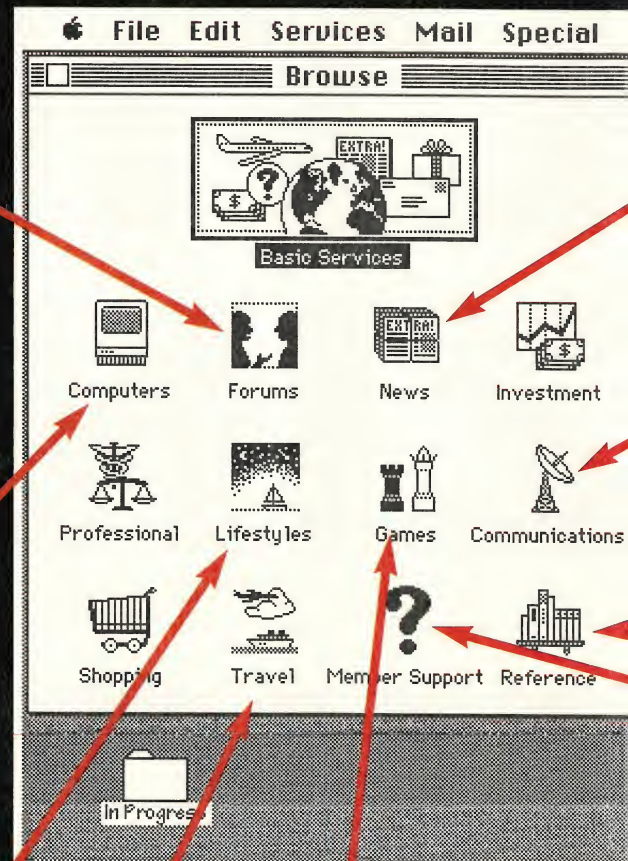 File Edit Services Mail Special
Browse
EXTRA!
Basic Services
EXTRA!
Computers Forums News Investment
Professional Lifestyles Games Communications
Shopping Travel Member Support Reference
In Progress